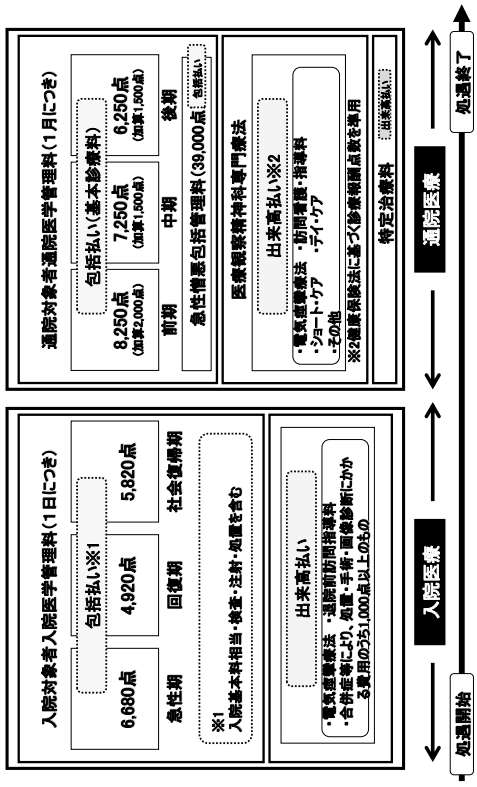 処遇開始
入院医療
通院医療
処遇終了
入院対象者入院医学管理料（１日につき）
包括払い※1
6,680点
4,920点
5,820点
急性期
回復期
社会復帰期
※1
入院基本料相当・検査・注射・処置を含む
出来高払い
・電気痙攣療法　・退院前訪問指導料
・合併症等により、処置・手術・画像診断にかか
る費用のうち1,000点以上のもの
通院対象者通院医学管理料（１月につき）
包括払い（基本診療料）
8,250点
（加算2,000点）
7,250点
（加算1,500点）
6,250点
（加算1,500点）
前期
中期
後期
急性憎悪包括管理料（39,000点）
包括払い
医療観察精神科専門療法
出来高払い※2
・電気痙攣療法　・訪問看護・指導料
・ショート・ケア　・デイ・ケア
・その他
※2健康保険法に基づく診療報酬点数を準用
特定治療料
出来高払い